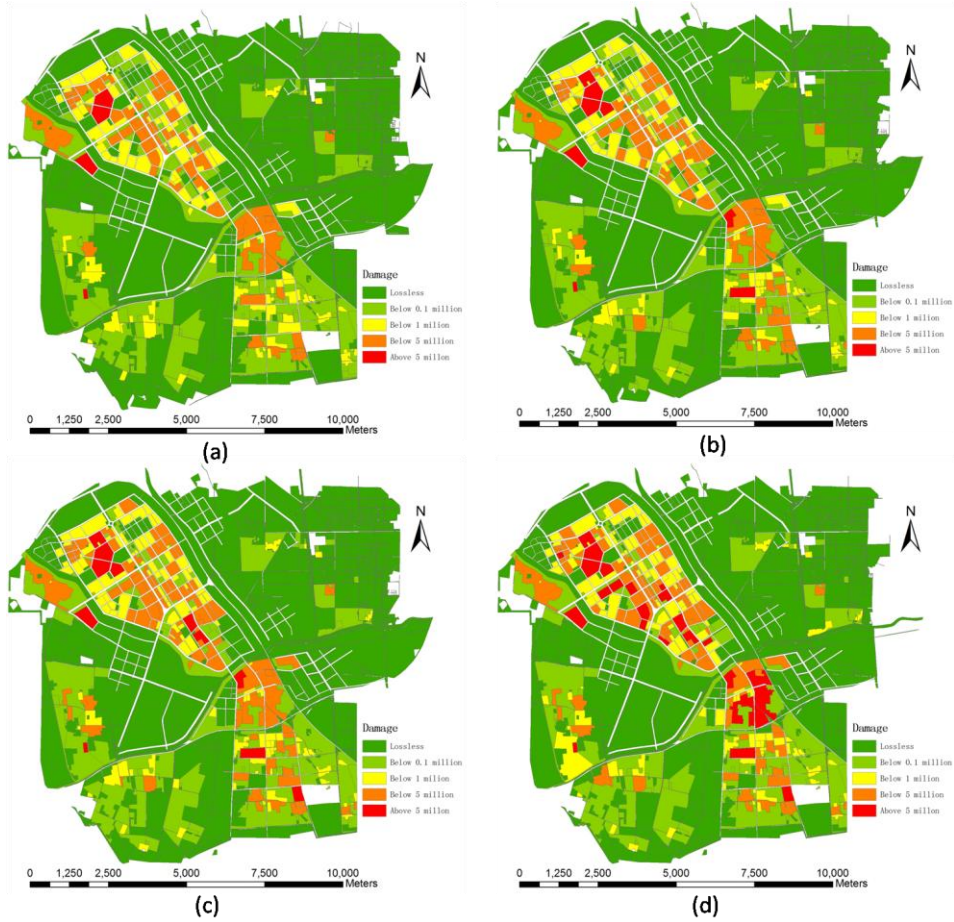 N
Damage
Lossless
Below 0.1 million
Below 1 milion
Below 5 million
Above 5 millon
0 1,250 2,500 5,000 7,500 10,000
Meters
(a)
N
Damage
Lossless
Below 0.1 million
Below 1 million
Below 5 million
Above 5 millon
0 1,250 2,500 5,000 7,500 10,000
Meters
(b)
N
Damage
Lossless
Below 0.1 million
Below 1 milion
Below 5 million
Above 5 millon
0 1,250 2,500 5,000 7,500 10,000
Meters
(c)
N
Damage
Lossless
Below 0.1 million
Below 1 milion
Below 5 million
Above 5 millon
0 1,250 2,500 5,000 7,500 10,000
Meters
(d)